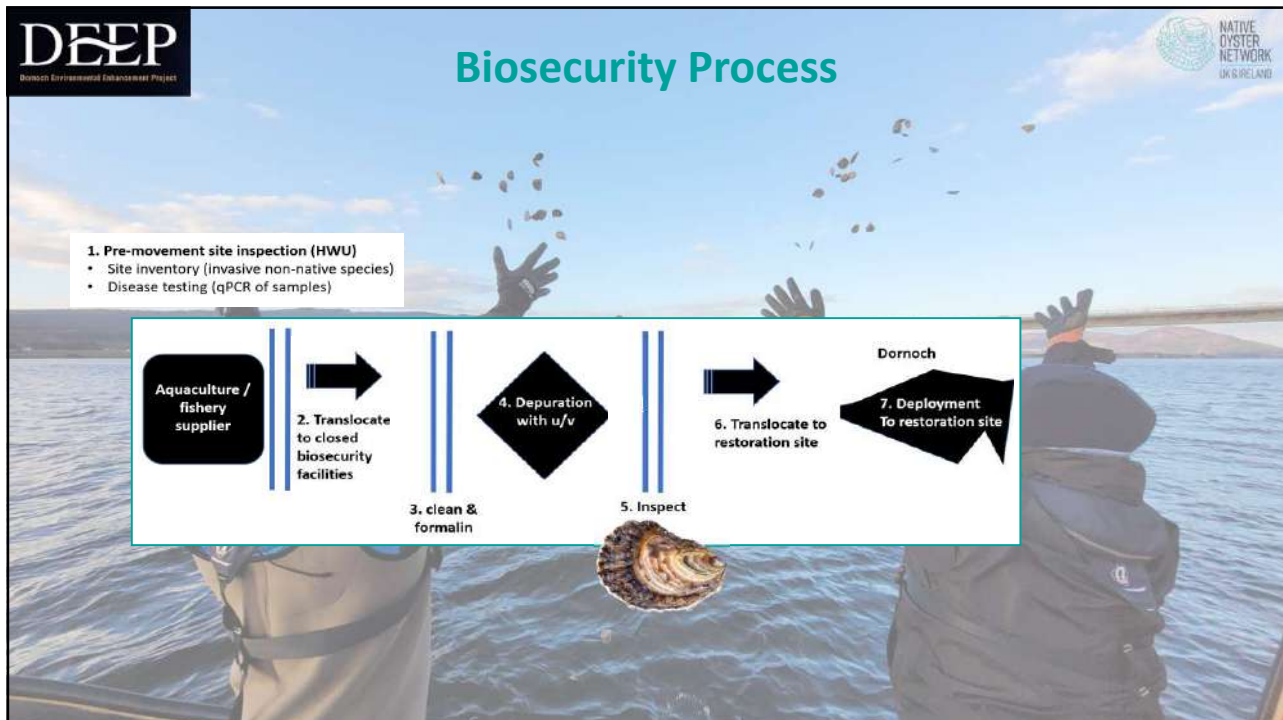 DEEP
Dornoch Environmental Enhancement Project
Biosecurity Process
NATIVE
OYSTER
NETWORK
UK & IRELAND
1. Pre-movement site inspection (HWU)
• Site inventory (invasive non-native species)
• Disease testing (qPCR of samples)
Aquaculture /
fishery
supplier
2. Translocate
to closed
biosecurity
facilities
3. clean &
formalin
4. Depuration
with u/v
5. Inspect
6. Translocate to
restoration site
Dornoch
7. Deployment
To restoration site